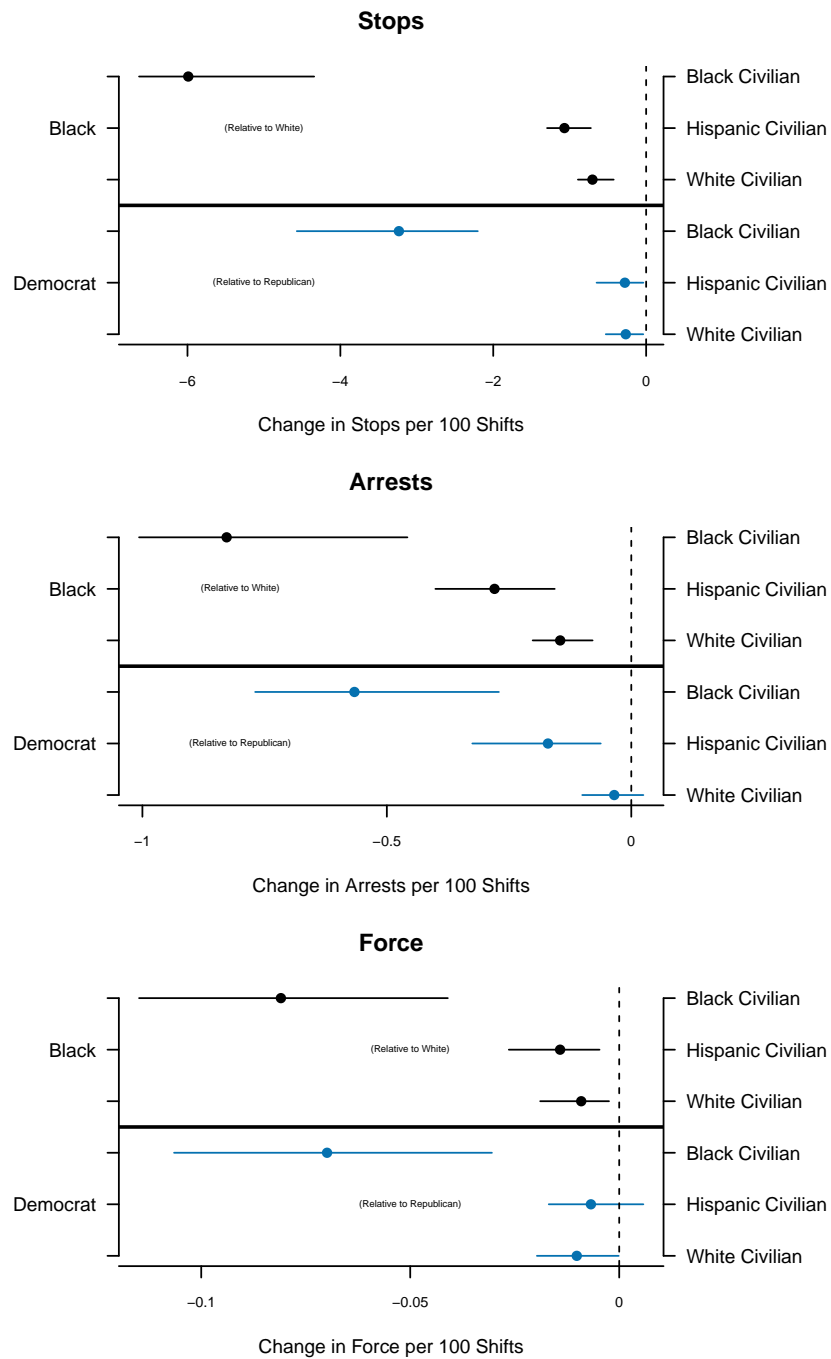 Stops
Black Civilian
Black
(Relative to White)
Hispanic Civilian
White Civilian
Black Civilian
Democrat
(Relative to Republican)
Hispanic Civilian
White Civilian
−6
−4
−2
0
Change in Stops per 100 Shifts
Arrests
Black Civilian
Black
(Relative to White)
Hispanic Civilian
White Civilian
Black Civilian
Democrat
(Relative to Republican)
Hispanic Civilian
White Civilian
−1
−0.5
0
Change in Arrests per 100 Shifts
Force
Black Civilian
Black
(Relative to White)
Hispanic Civilian
White Civilian
Black Civilian
Democrat
(Relative to Republican)
Hispanic Civilian
White Civilian
−0.1
−0.05
0
Change in Force per 100 Shifts